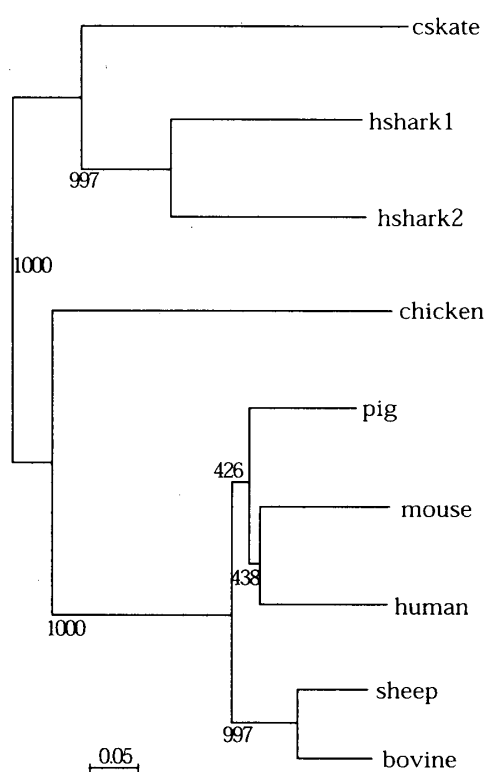 cskate
hshark1
997
hshark2
1000
chicken
pig
426
mouse
438
human
1000
sheep
997
bovine
0.05